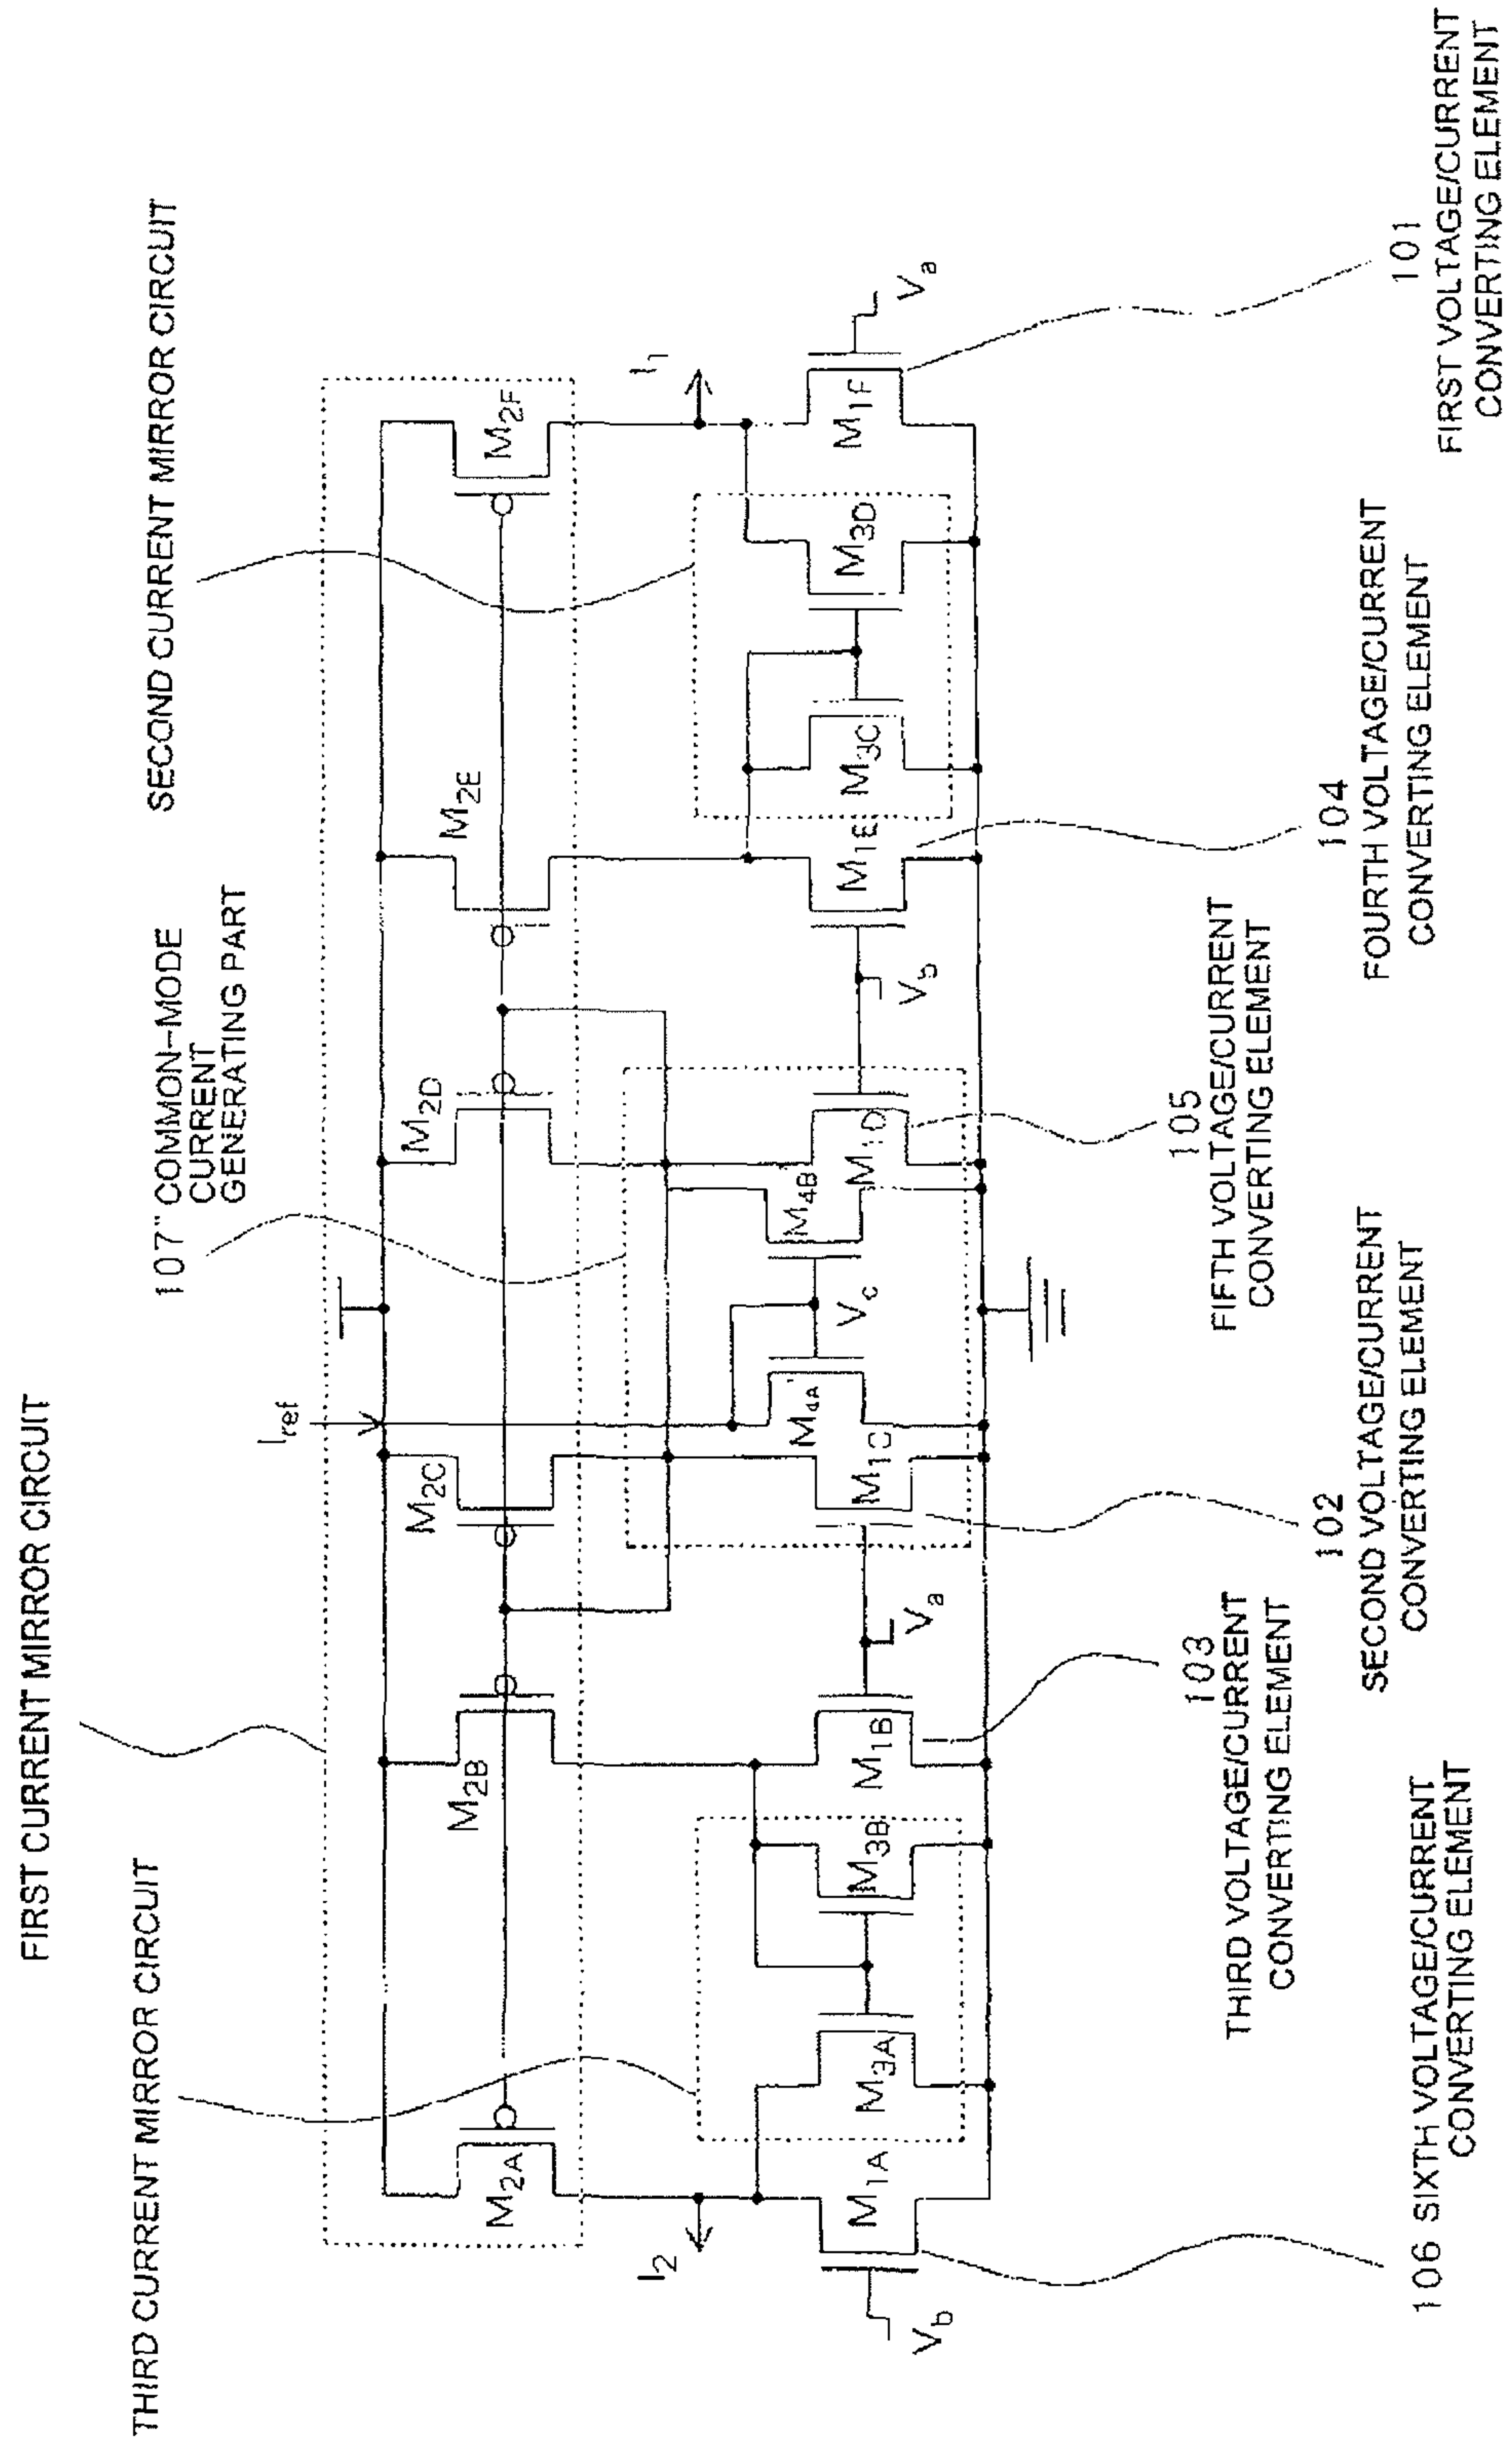 FIRST CURRENT MIRROR CIRCUIT
THIRD CURRENT MIRROR CIRCUIT
107" COMMON-MODE
CURRENT
GENERATING PART
SECOND CURRENT MIRROR CIRCUIT
Iref
M2A
M2B
M2C
M2D
M2E
M2F
I2
I1
Vb
M1A
M3A
M3B
M1B
Va
M1C
M4A
Vc
M4B
M1D
Vb
M1E
M3C
M3D
M1F
Va
106 SIXTH VOLTAGE/CURRENT
CONVERTING ELEMENT
103
THIRD VOLTAGE/CURRENT
CONVERTING ELEMENT
102
SECOND VOLTAGE/CURRENT
CONVERTING ELEMENT
105
FIFTH VOLTAGE/CURRENT
CONVERTING ELEMENT
104
FOURTH VOLTAGE/CURRENT
CONVERTING ELEMENT
101
FIRST VOLTAGE/CURRENT
CONVERTING ELEMENT